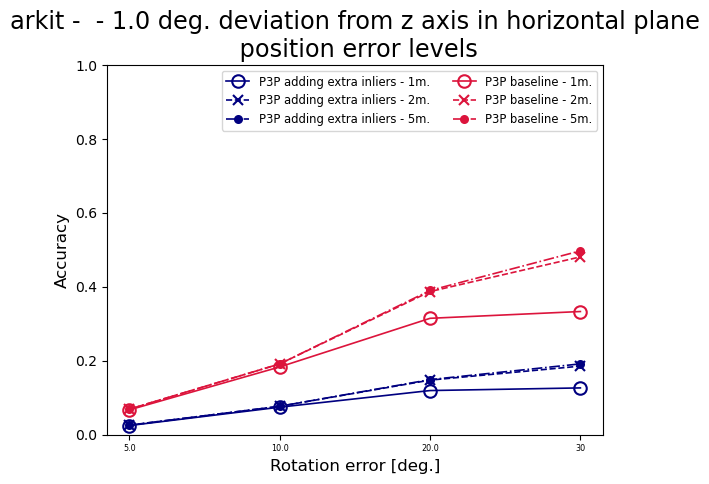 arkit -  - 1.0 deg. deviation from z axis in horizontal plane
position error levels
P3P adding extra inliers - 1m.
P3P adding extra inliers - 2m.
P3P adding extra inliers - 5m.
P3P baseline - 1m.
P3P baseline - 2m.
P3P baseline - 5m.
Accuracy
1.0
0.8
0.6
0.4
0.2
0.0
5.0 10.0 20.0 30
Rotation error [deg.]